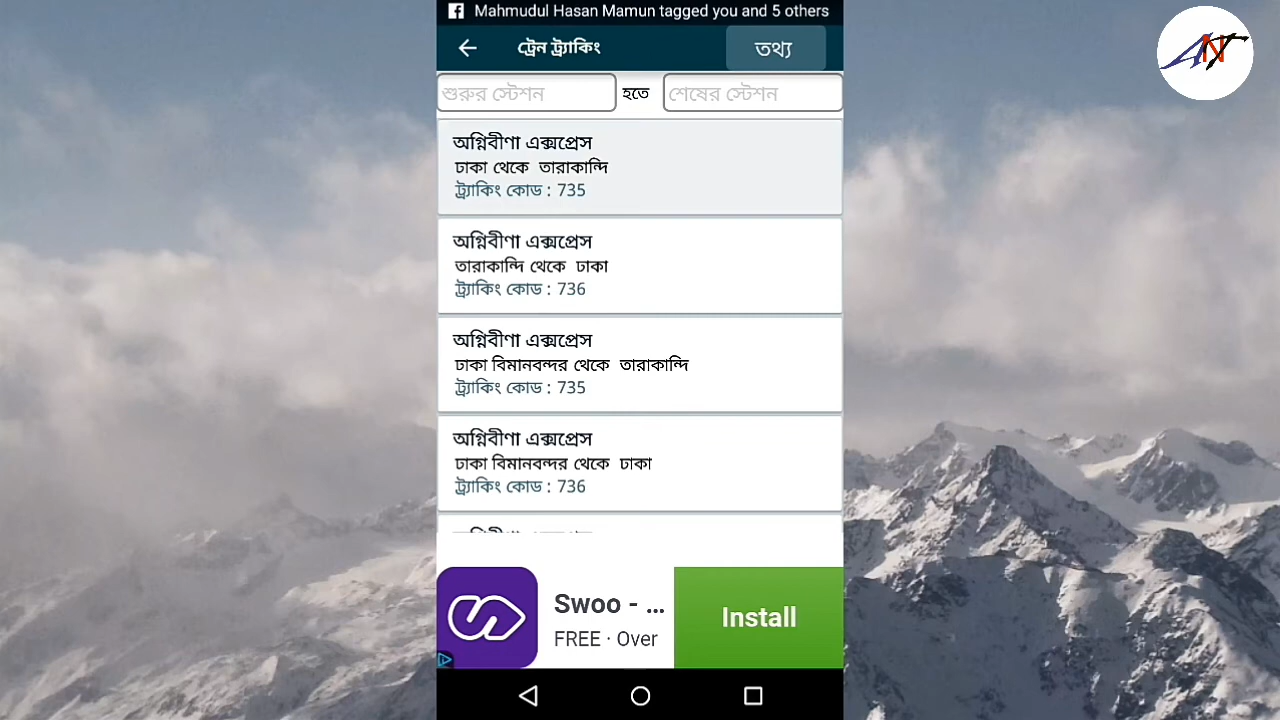 Mahmudul Hasan Mamun tagged you and 5 others
ট্রেন ট্র্যাকিং
তথ্য
শুরুর স্টেশন হতে শেষের স্টেশন
অগ্নিবীণা এক্সপ্রেস
ঢাকা থেকে তারাকান্দি
ট্র্যাকিং কোড : 735
অগ্নিবীণা এক্সপ্রেস
তারাকান্দি থেকে ঢাকা
ট্র্যাকিং কোড : 736
অগ্নিবীণা এক্সপ্রেস
ঢাকা বিমানবন্দর থেকে তারাকান্দি
ট্র্যাকিং কোড : 735
অগ্নিবীণা এক্সপ্রেস
ঢাকা বিমানবন্দর থেকে ঢাকা
ট্র্যাকিং কোড : 736
Swoo - ...
FREE · Over
Install